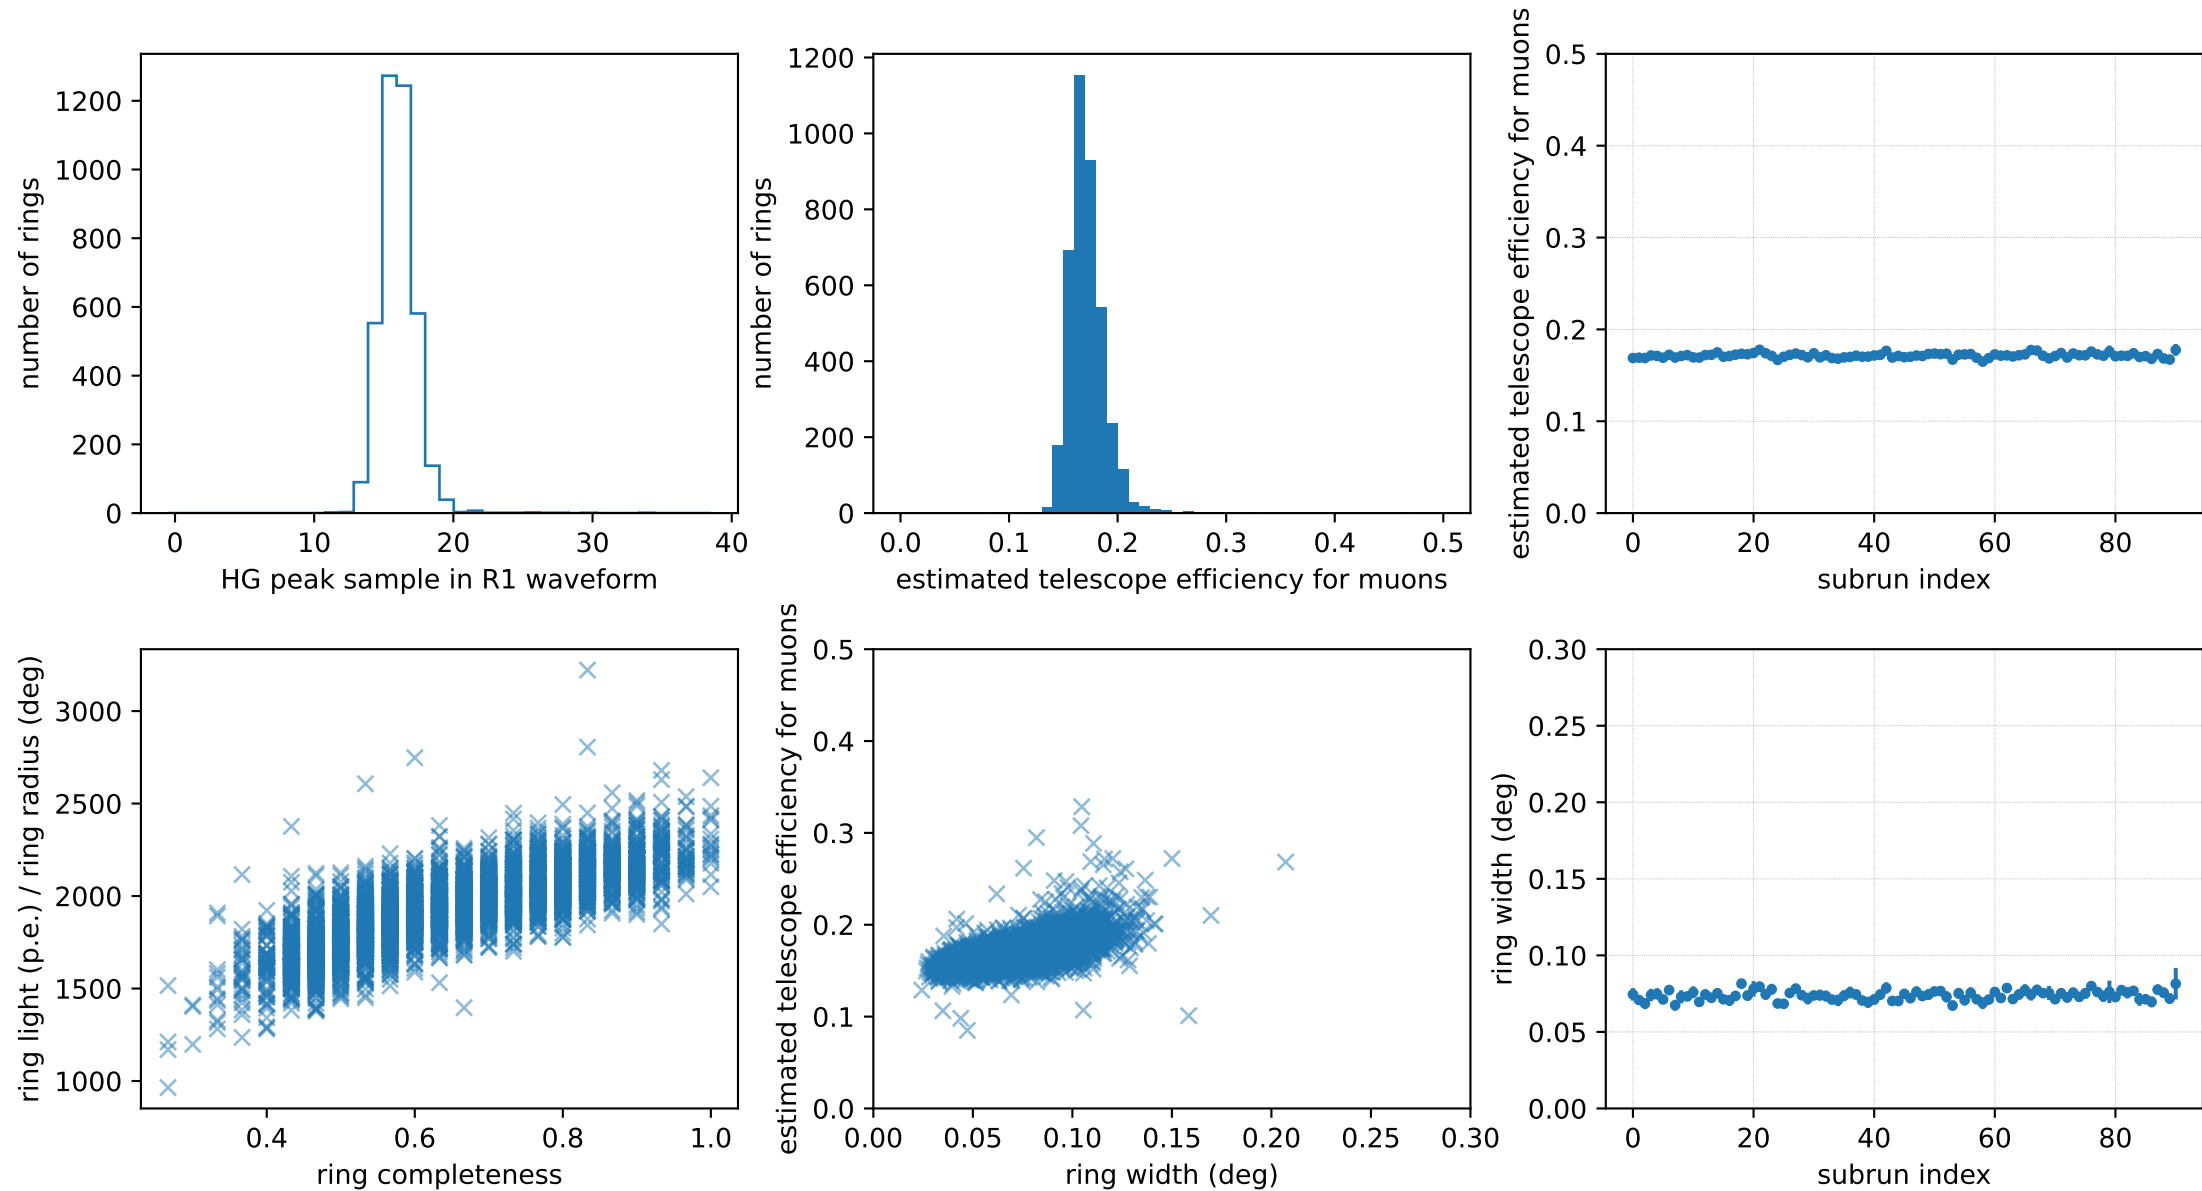 number of rings
1200
1000
800
600
400
200
0
0 10 20 30 40
HG peak sample in R1 waveform
number of rings
1200
1000
800
600
400
200
0
0.0 0.1 0.2 0.3 0.4 0.5
estimated telescope efficiency for muons
estimated telescope efficiency for muons
0.5
0.4
0.3
0.2
0.1
0.0
0 20 40 60 80
subrun index
ring light (p.e.) / ring radius (deg)
3000
2500
2000
1500
1000
0.4 0.6 0.8 1.0
ring completeness
estimated telescope efficiency for muons
0.5
0.4
0.3
0.2
0.1
0.0
0.00 0.05 0.10 0.15 0.20 0.25 0.30
ring width (deg)
ring width (deg)
0.30
0.25
0.20
0.15
0.10
0.05
0.00
0 20 40 60 80
subrun index